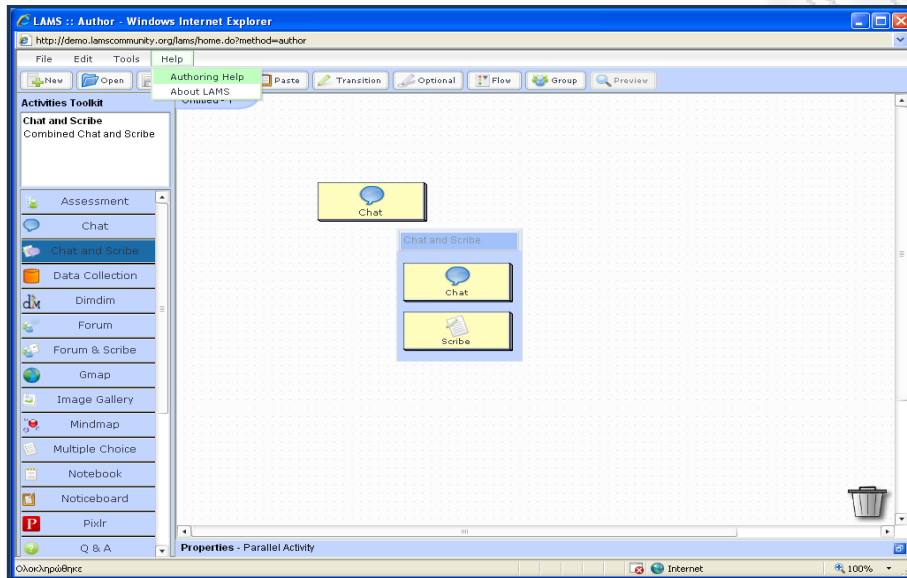 LAMS :: Author - Windows Internet Explorer
http://demo.lamscommunity.org/lams/home.do?method=author
File Edit Tools Help
New Open Paste Transition Optional Flow Group Preview
Authoring Help
About LAMS
Activities Toolkit
Untitled - 1
Chat and Scribe
Combined Chat and Scribe
Assessment
Chat
Chat and Scribe
Data Collection
Dimdim
Forum
Forum & Scribe
Gmap
Image Gallery
Mindmap
Multiple Choice
Notebook
Noticeboard
Pixlr
Q & A
Chat
Chat and Scribe
Chat
Scribe
Properties - Parallel Activity
Ολοκληρώθηκε
Internet
100%